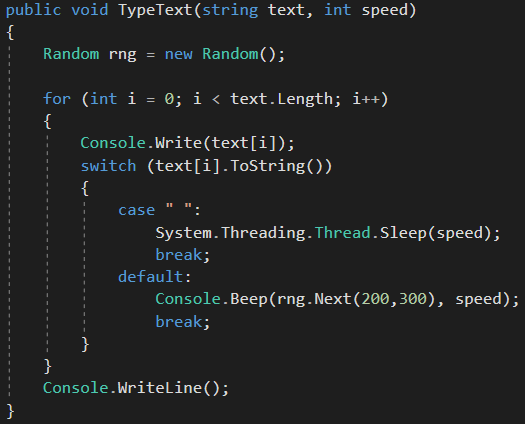 public void TypeText(string text, int speed)
{
    Random rng = new Random();

    for (int i = 0; i < text.Length; i++)
    {
        Console.Write(text[i]);
        switch (text[i].ToString())
        {
            case " ":
                System.Threading.Thread.Sleep(speed);
                break;
            default:
                Console.Beep(rng.Next(200,300), speed);
                break;
        }
    }
    Console.WriteLine();
}